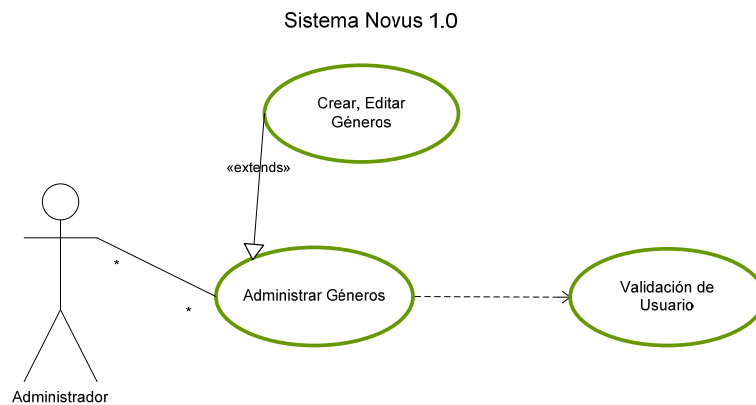 Sistema Novus 1.0
Crear, Editar
Géneros
«extends»
*
*
Administrar Géneros
Validación de
Usuario
Administrador